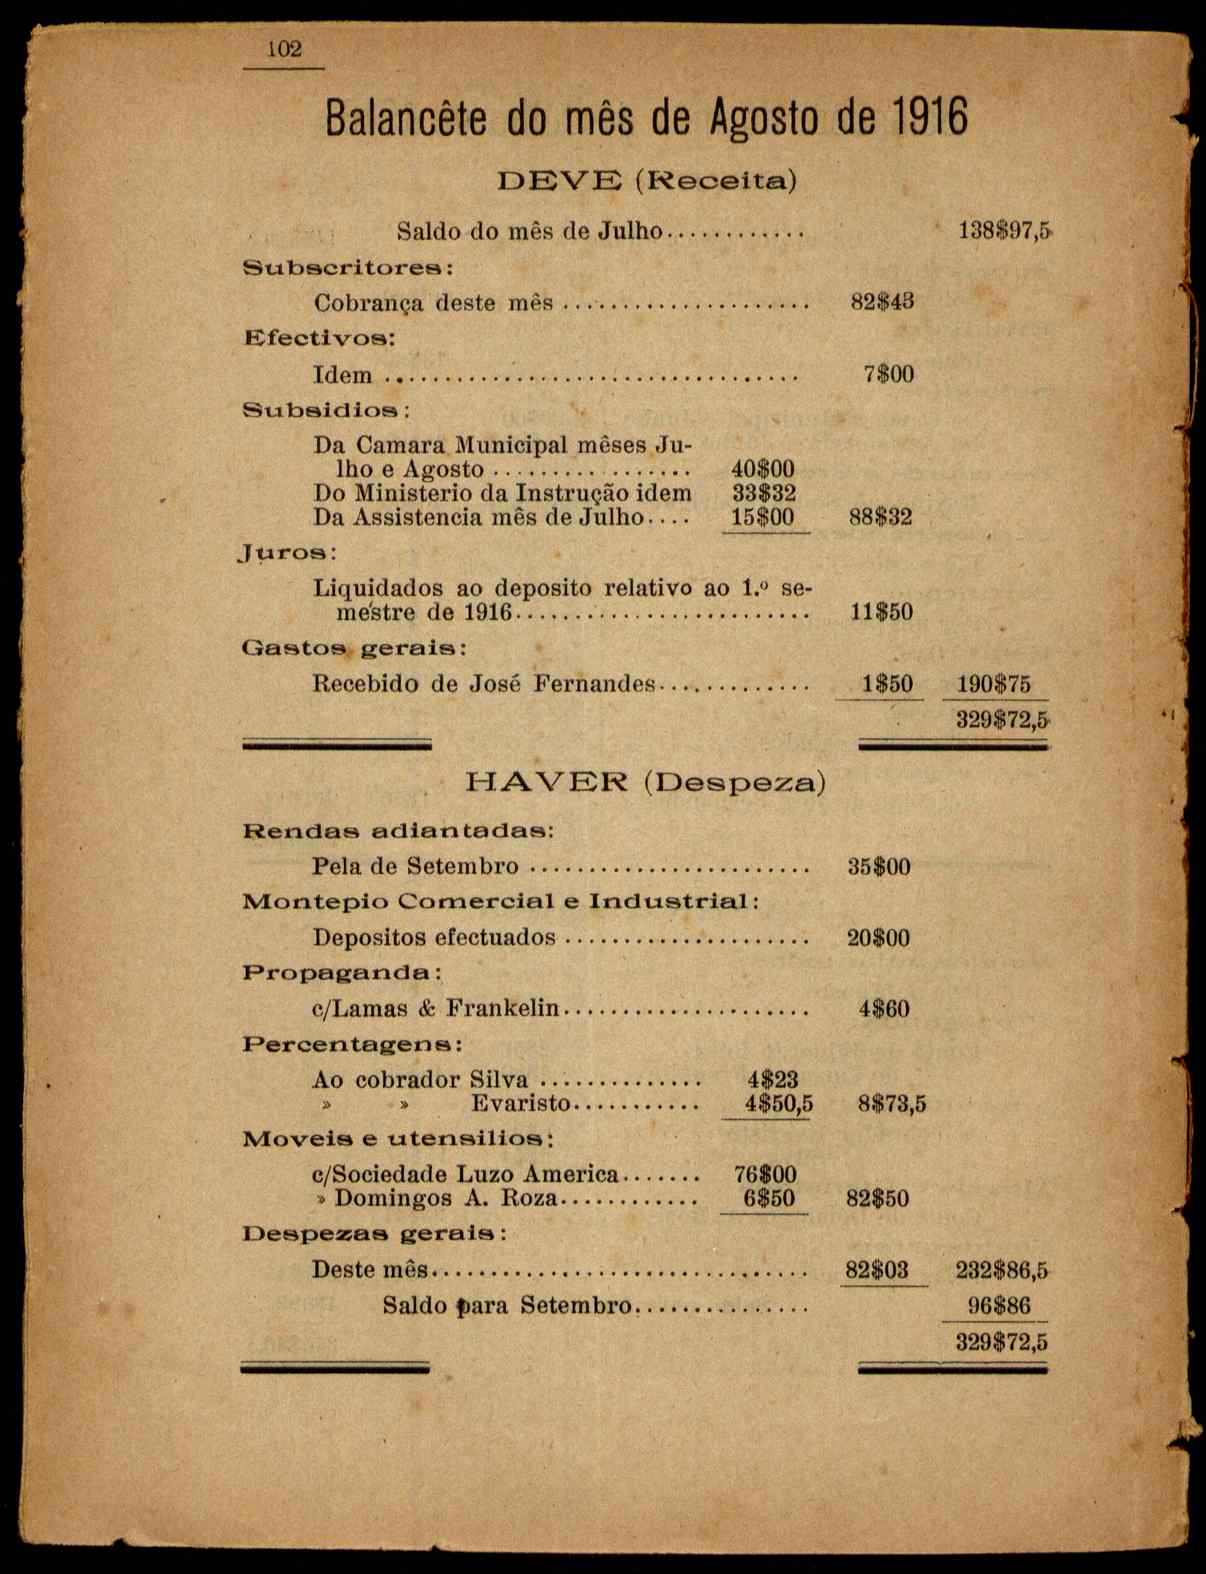 102
Balancête do mês de Agosto de 1916
DEVE (Receita)
Saldo do mês de Julho............ 138$97,5
Subscritores:
Cobrança deste mês ..................... 82$43
Efectivos:
Idem ................................... 7$00
Subsidios:
Da Camara Municipal mêses Ju-
lho e Agosto ................. 40$00
Do Ministerio da Instrução idem 33$32
Da Assistencia mês de Julho.... 15$00 88$32
Juros:
Liquidados ao deposito relativo ao 1.º se-
mestre de 1916......................... 11$50
Gastos gerais:
Recebido de José Fernandes............. 1$50 190$75
329$72,5
HAVER (Despeza)
Rendas adiantadas:
Pela de Setembro ........................ 35$00
Montepio Comercial e Industrial:
Depositos efectuados ..................... 20$00
Propaganda:
c/Lamas & Frankelin..................... 4$60
Percentagens:
Ao cobrador Silva .............. 4$23
» » Evaristo........... 4$50,5 8$73,5
Moveis e utensilios:
c/Sociedade Luzo America....... 76$00
» Domingos A. Roza............ 6$50 82$50
Despezas gerais:
Deste mês................................ 82$03 232$86,5
Saldo para Setembro............... 96$86
329$72,5